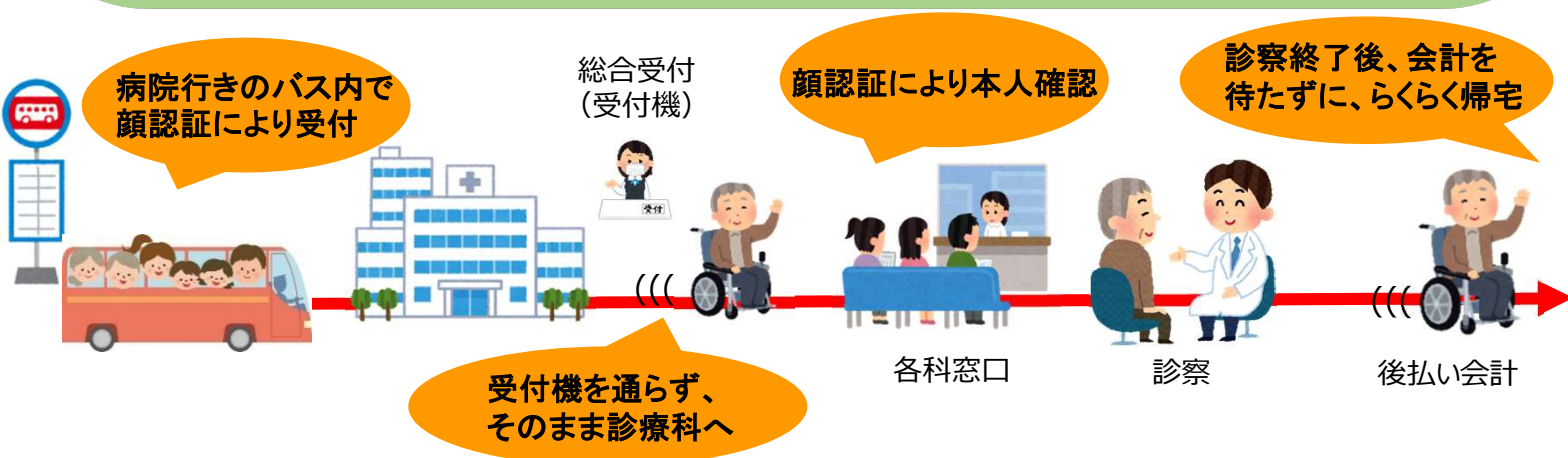 病院行きのバス内で
顔認証により受付
総合受付
（受付機）
受付
受付機を通らず、
そのまま診療科へ
顔認証により本人確認
各科窓口
診察
診察終了後、会計を
待たずに、らくらく帰宅
後払い会計